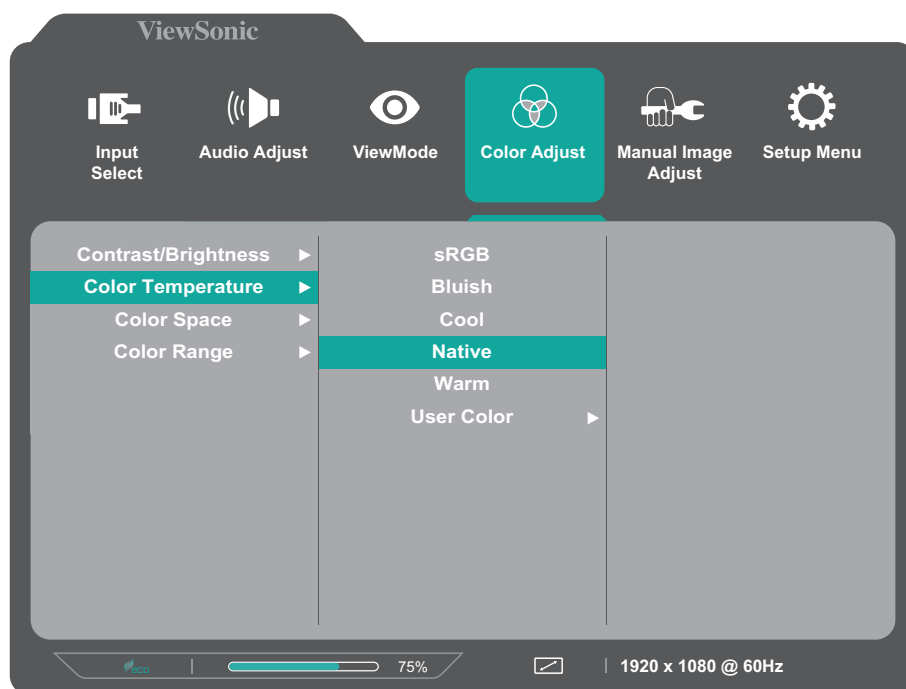 ViewSonic
Input
Select
Audio Adjust
ViewMode
Color Adjust
Manual Image
Adjust
Setup Menu
Contrast/Brightness
Color Temperature
Color Space
Color Range
sRGB
Bluish
Cool
Native
Warm
User Color
eco
75%
1920 x 1080 @ 60Hz